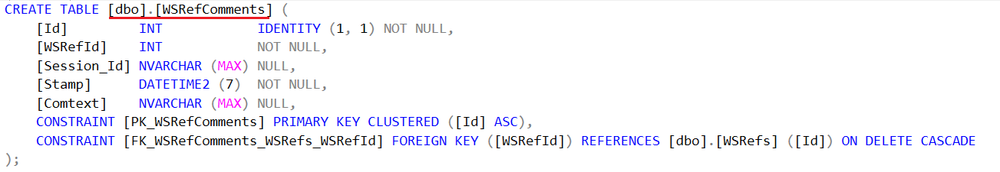 CREATE TABLE [dbo].[WSRefComments] (
    [Id]         INT            IDENTITY (1, 1) NOT NULL,
    [WSRefId]    INT            NOT NULL,
    [Session_Id] NVARCHAR (MAX) NULL,
    [Stamp]      DATETIME2 (7)  NOT NULL,
    [Comtext]    NVARCHAR (MAX) NULL,
    CONSTRAINT [PK_WSRefComments] PRIMARY KEY CLUSTERED ([Id] ASC),
    CONSTRAINT [FK_WSRefComments_WSRefs_WSRefId] FOREIGN KEY ([WSRefId]) REFERENCES [dbo].[WSRefs] ([Id]) ON DELETE CASCADE
);